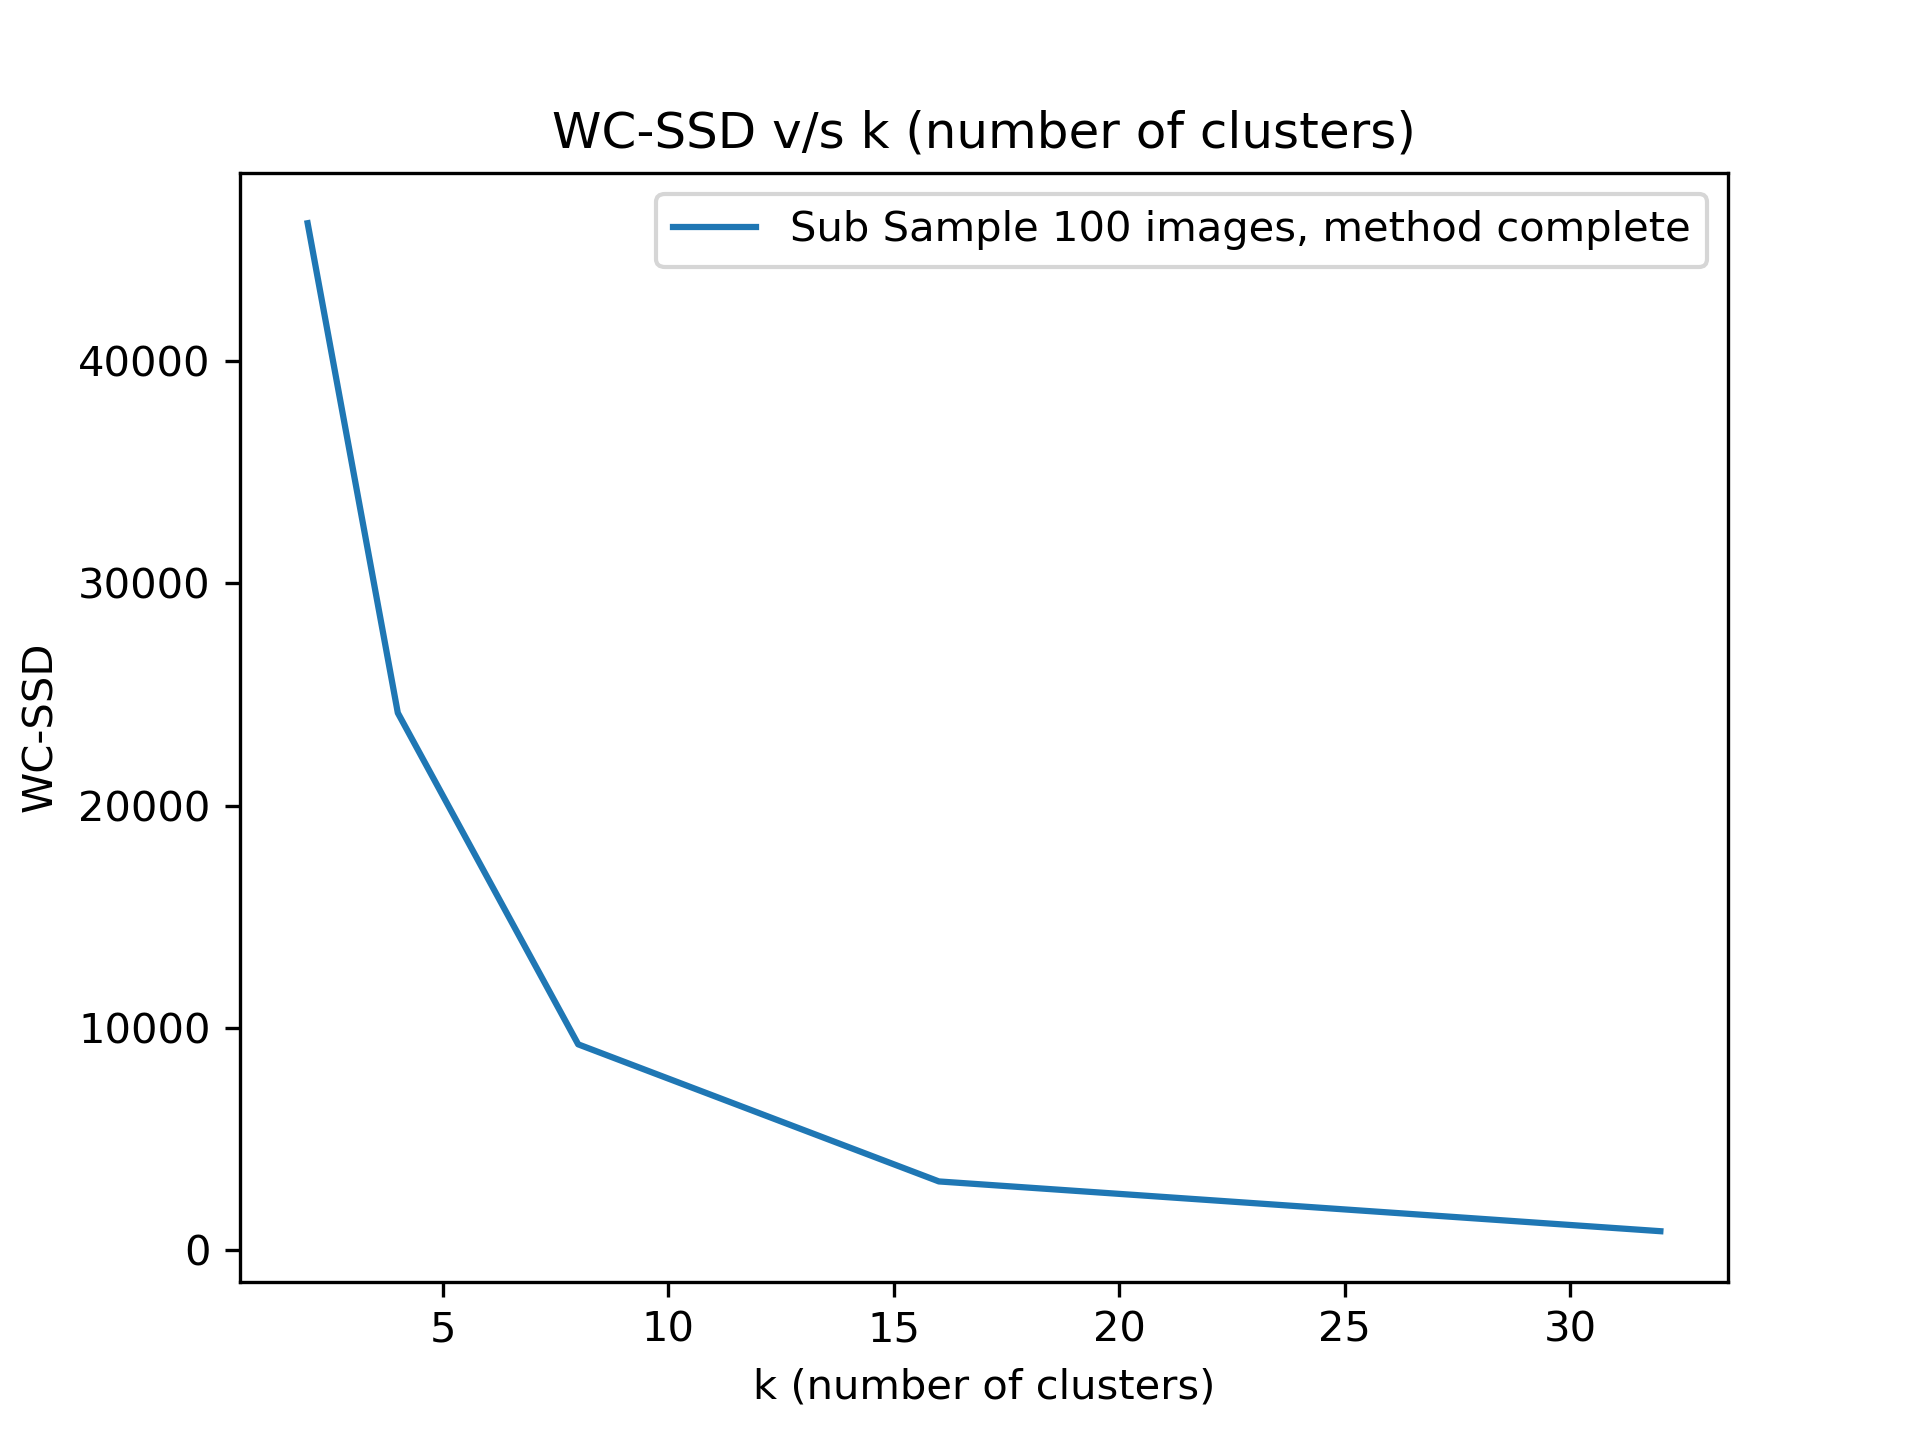 WC-SSD v/s k (number of clusters)
Sub Sample 100 images, method complete
WC-SSD
40000
30000
20000
10000
0
5 10 15 20 25 30
k (number of clusters)